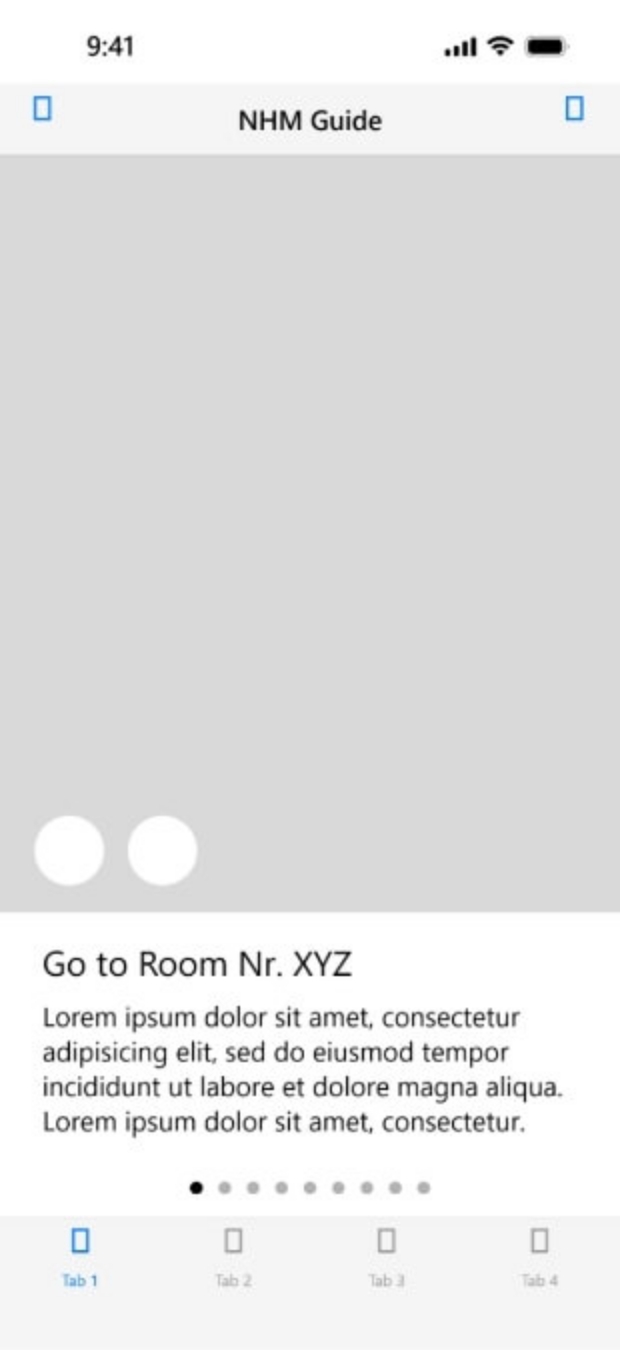 9:41
NHM Guide
Go to Room Nr. XYZ
Lorem ipsum dolor sit amet, consectetur
adipisicing elit, sed do eiusmod tempor
incididunt ut labore et dolore magna aliqua.
Lorem ipsum dolor sit amet, consectetur.
Tab 1
Tab 2
Tab 3
Tab 4